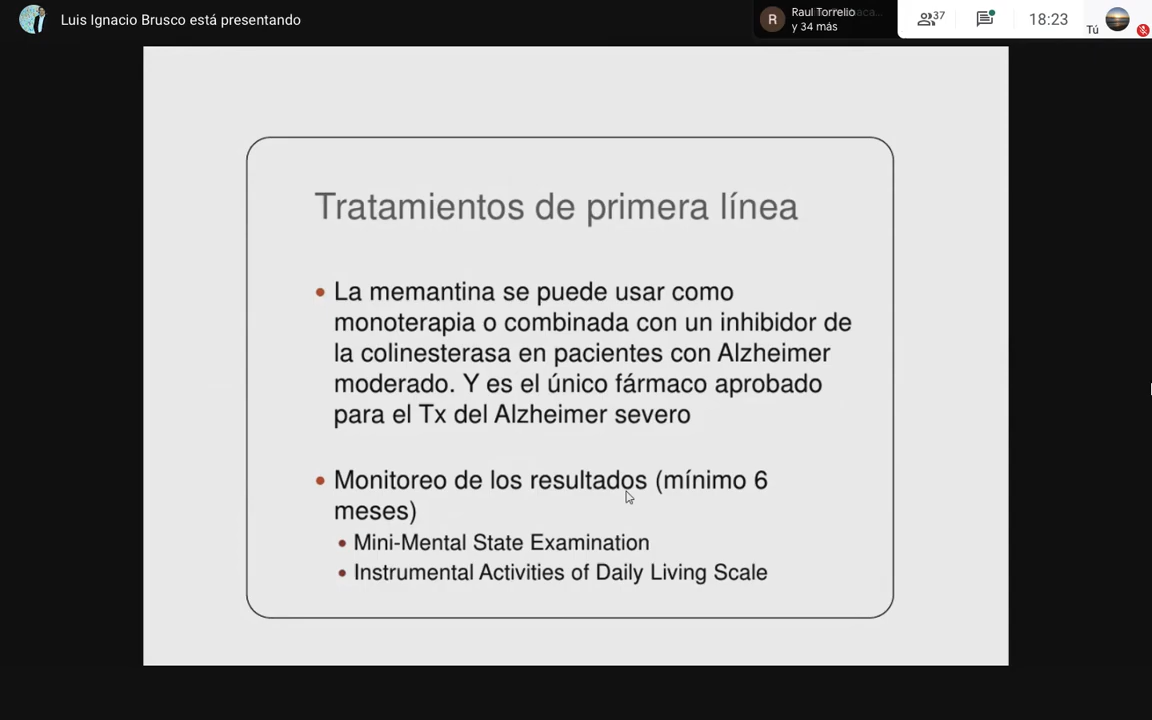 Luis Ignacio Brusco está presentando
R
Raul Torrello
y 34 más
37
18:23
Tú
Tratamientos de primera línea
• La memantina se puede usar como
monoterapia o combinada con un inhibidor de
la colinesterasa en pacientes con Alzheimer
moderado. Y es el único fármaco aprobado
para el Tx del Alzheimer severo
• Monitoreo de los resultados (mínimo 6
meses)
• Mini-Mental State Examination
• Instrumental Activities of Daily Living Scale